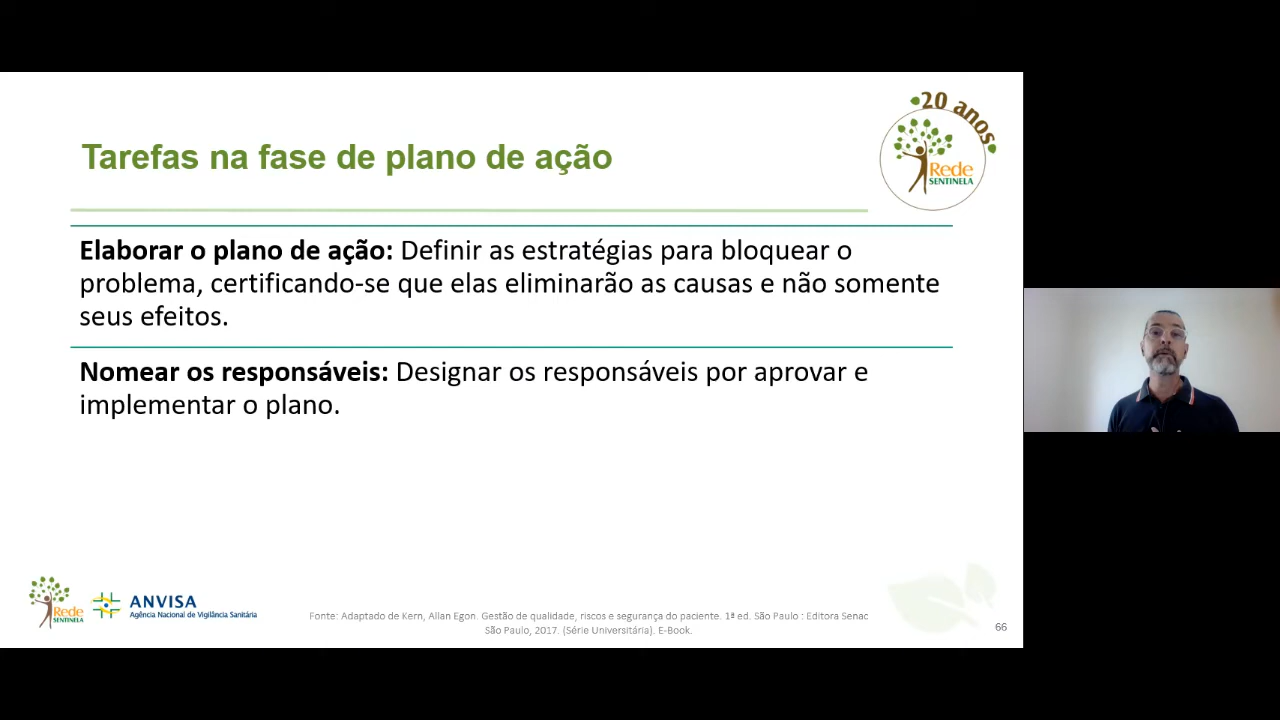 20 anos
Rede
SENTINELA
Tarefas na fase de plano de ação
Elaborar o plano de ação: Definir as estratégias para bloquear o
problema, certificando-se que elas eliminarão as causas e não somente
seus efeitos.
Nomear os responsáveis: Designar os responsáveis por aprovar e
implementar o plano.
Rede
SENTINELA
ANVISA
Agência Nacional de Vigilância Sanitária
Fonte: Adaptado de Kern, Allan Egon. Gestão de qualidade, riscos e segurança do paciente. 1ª ed. São Paulo : Editora Senac
São Paulo, 2017. (Série Universitária). E-Book.
66